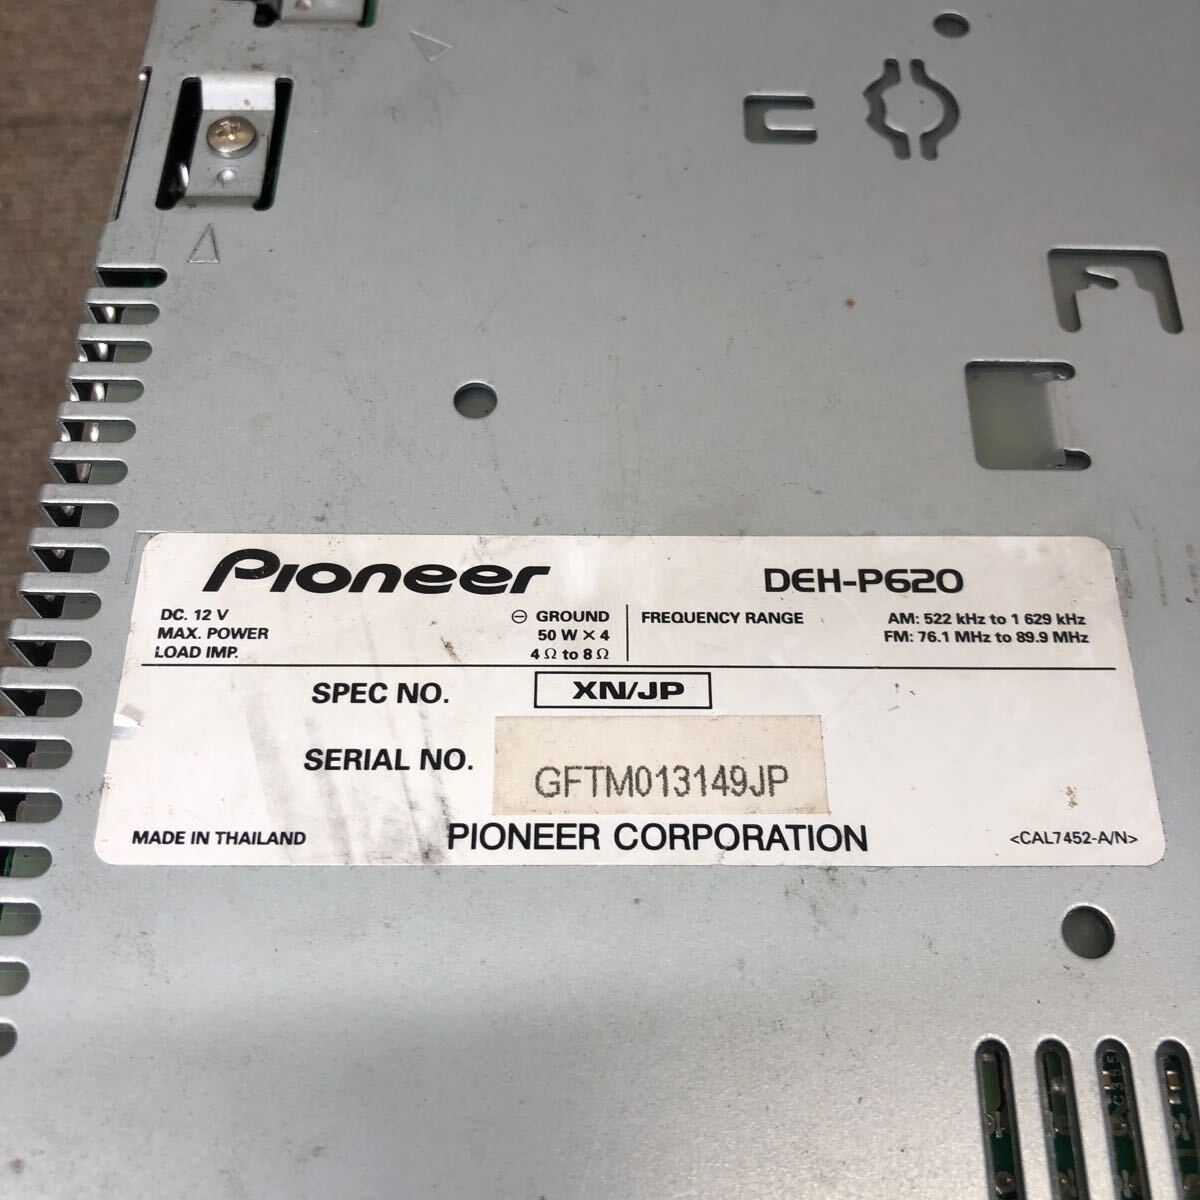 Pioneer
DEH-P620
DC. 12 V ⊖ GROUND
MAX. POWER 50 W × 4
LOAD IMP. 4 Ω to 8 Ω
FREQUENCY RANGE AM: 522 kHz to 1 629 kHz
FM: 76.1 MHz to 89.9 MHz
SPEC NO. XN/JP
SERIAL NO. GFTM013149JP
MADE IN THAILAND PIONEER CORPORATION <CAL7452-A/N>